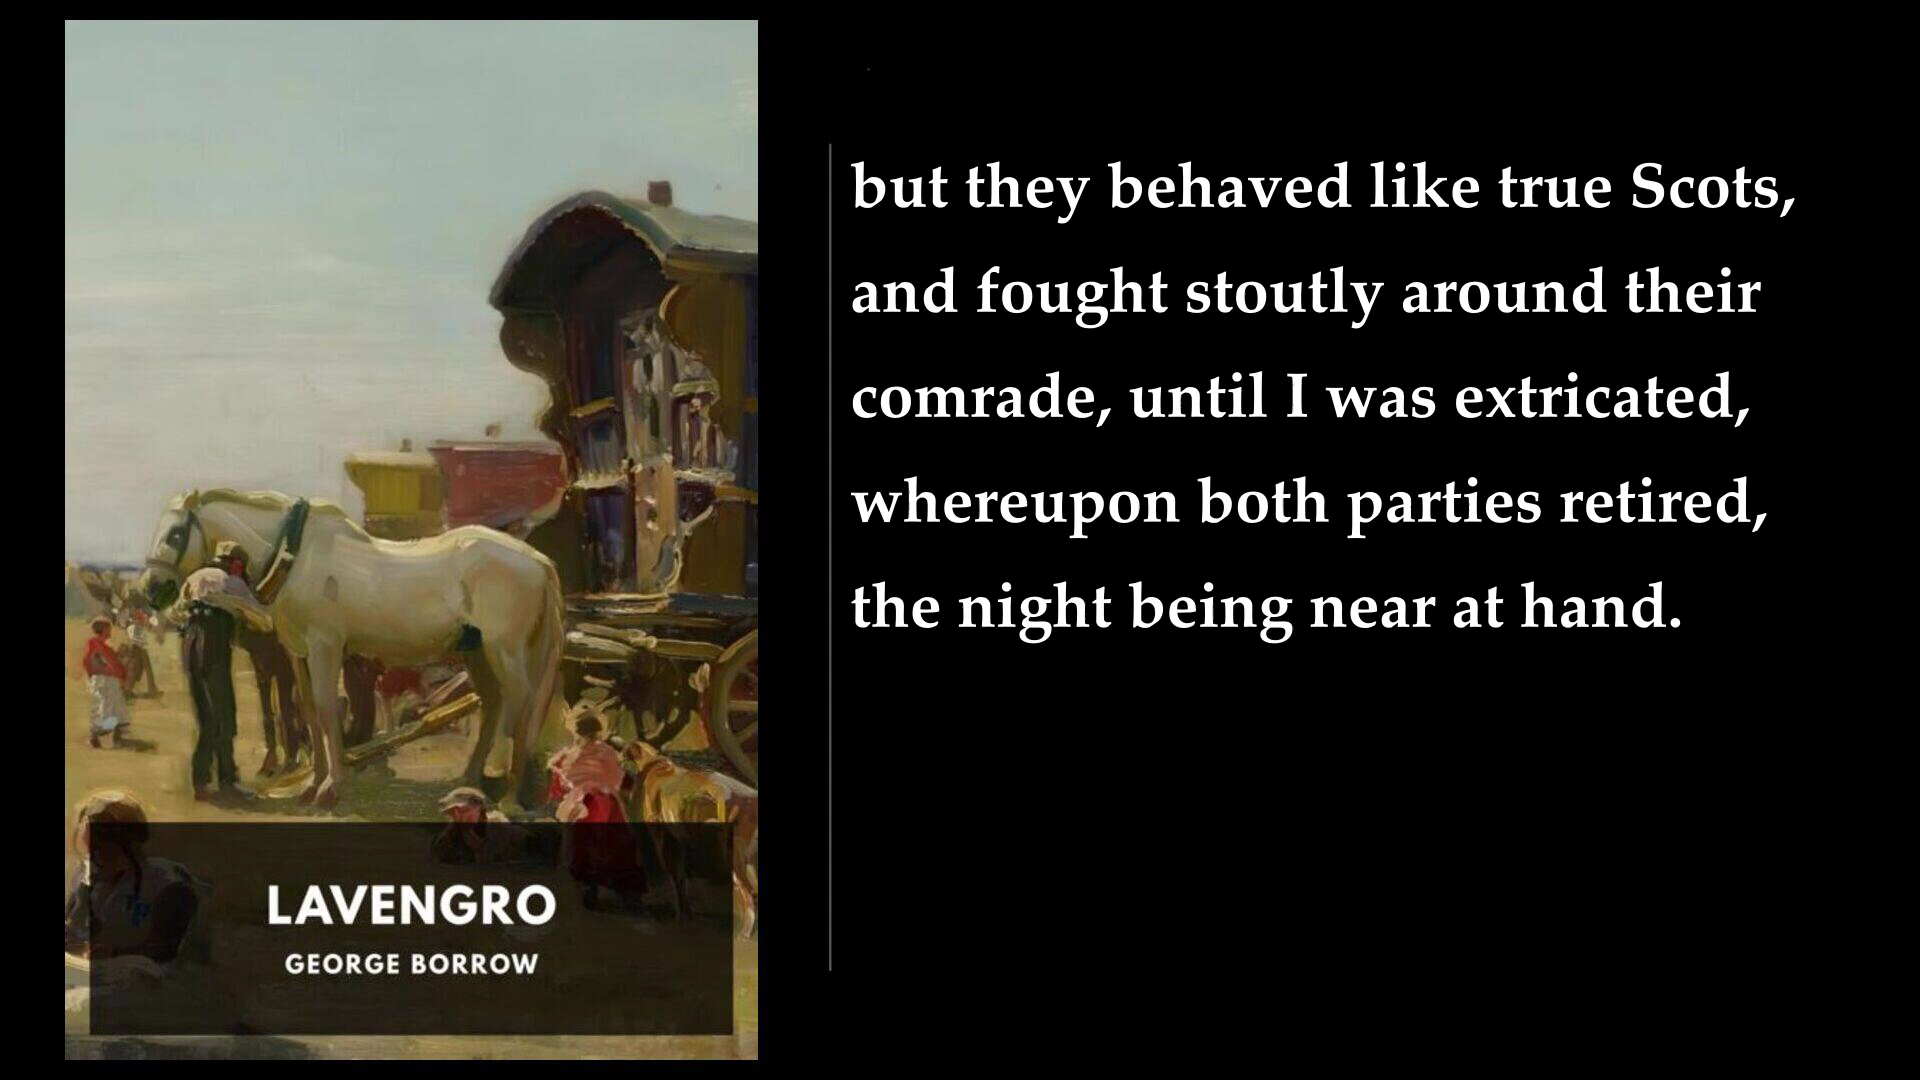 but they behaved like true Scots,
and fought stoutly around their
comrade, until I was extricated,
whereupon both parties retired,
the night being near at hand.
LAVENGRO
GEORGE BORROW